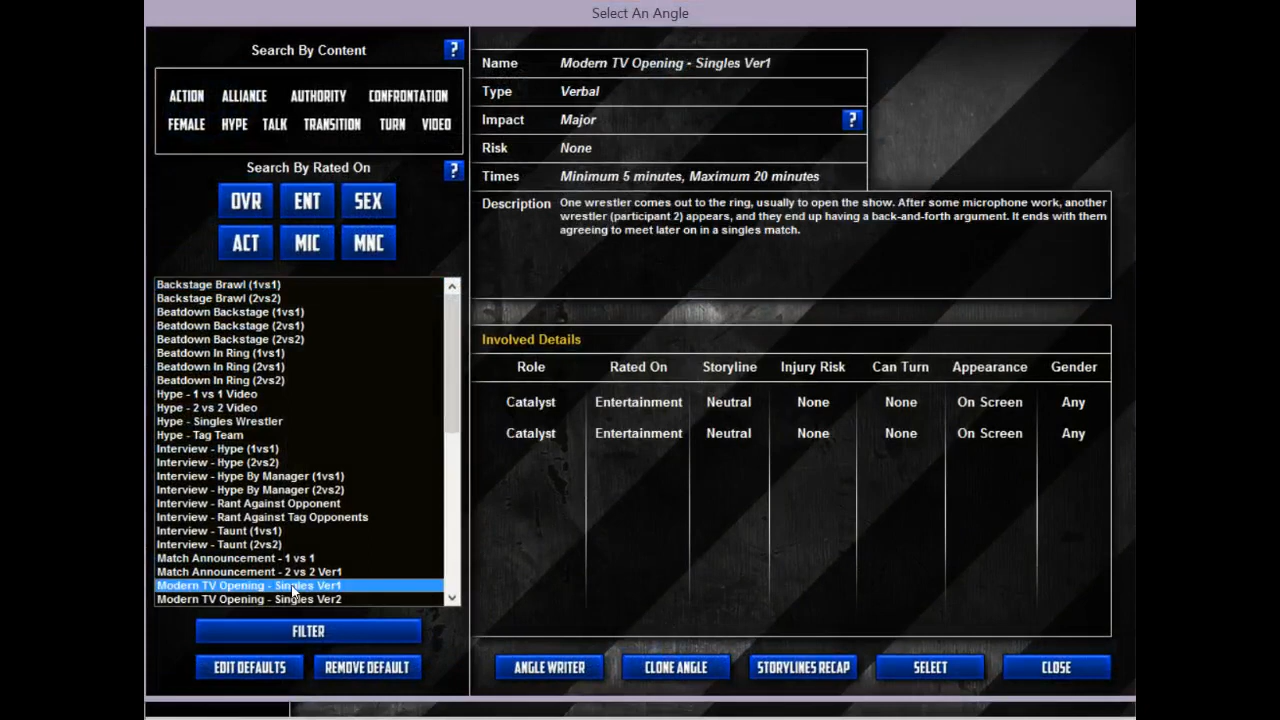 Select An Angle
Search By Content
?
ACTION ALLIANCE AUTHORITY CONFRONTATION
FEMALE HYPE TALK TRANSITION TURN VIDEO
Search By Rated On
?
OVR ENT SEX
ACT MIC MNC
Backstage Brawl (1vs1)
Backstage Brawl (2vs2)
Beatdown Backstage (1vs1)
Beatdown Backstage (2vs1)
Beatdown Backstage (2vs2)
Beatdown In Ring (1vs1)
Beatdown In Ring (2vs1)
Beatdown In Ring (2vs2)
Hype - 1 vs 1 Video
Hype - 2 vs 2 Video
Hype - Singles Wrestler
Hype - Tag Team
Interview - Hype (1vs1)
Interview - Hype (2vs2)
Interview - Hype By Manager (1vs1)
Interview - Hype By Manager (2vs2)
Interview - Rant Against Opponent
Interview - Rant Against Tag Opponents
Interview - Taunt (1vs1)
Interview - Taunt (2vs2)
Match Announcement - 1 vs 1
Match Announcement - 2 vs 2 Ver1
Modern TV Opening - Singles Ver1
Modern TV Opening - Singles Ver2
FILTER
EDIT DEFAULTS REMOVE DEFAULT
Name Modern TV Opening - Singles Ver1
Type Verbal
Impact Major ?
Risk None
Times Minimum 5 minutes, Maximum 20 minutes
Description One wrestler comes out to the ring, usually to open the show. After some microphone work, another
wrestler (participant 2) appears, and they end up having a back-and-forth argument. It ends with them
agreeing to meet later on in a singles match.
Involved Details
Role Rated On Storyline Injury Risk Can Turn Appearance Gender
Catalyst Entertainment Neutral None None On Screen Any
Catalyst Entertainment Neutral None None On Screen Any
ANGLE WRITER CLONE ANGLE STORYLINES RECAP SELECT CLOSE